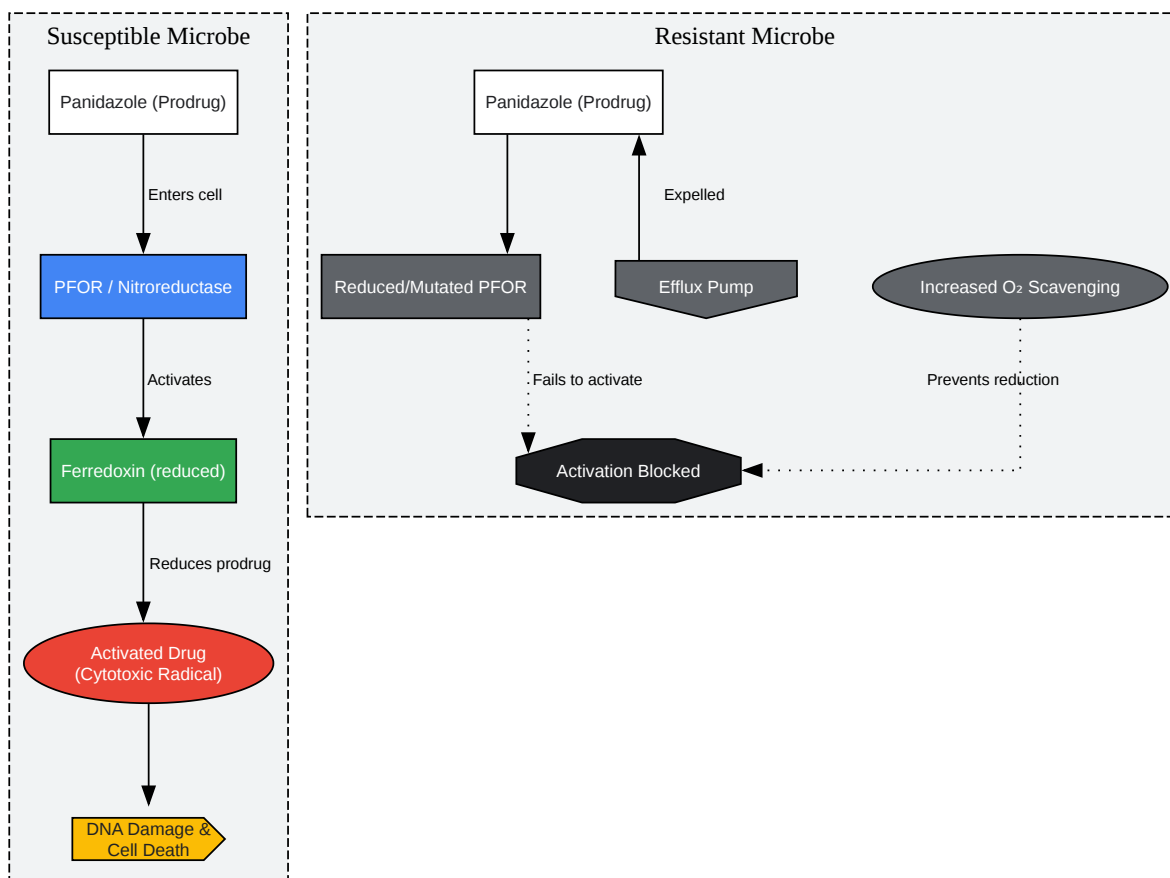 Susceptible Microbe
Panidazole (Prodrug)
Enters cell
PFOR / Nitroreductase
Activates
Ferredoxin (reduced)
Reduces prodrug
Activated Drug
(Cytotoxic Radical)
DNA Damage &
Cell Death
Resistant Microbe
Panidazole (Prodrug)
Expelled
Reduced/Mutated PFOR
Efflux Pump
Increased O₂ Scavenging
Fails to activate
Prevents reduction
Activation Blocked